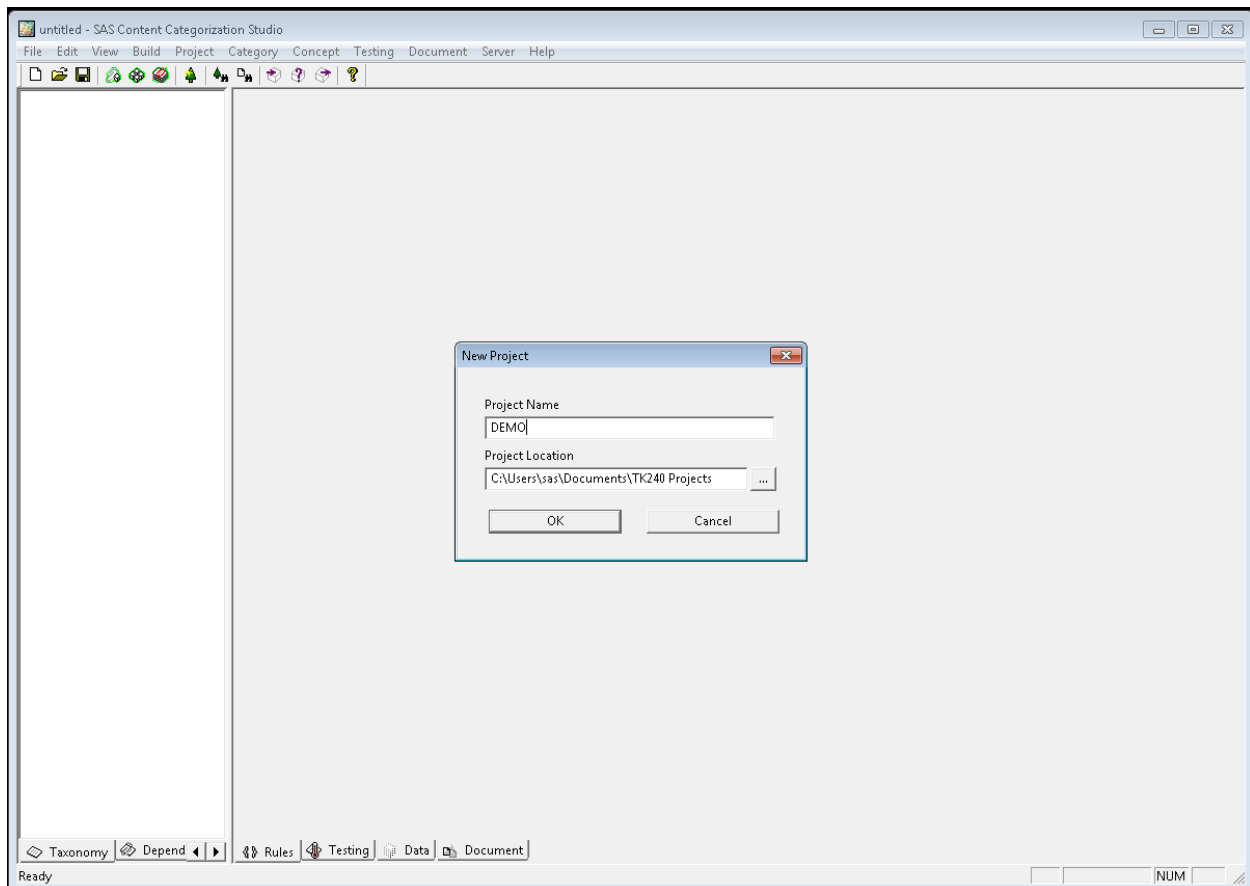 untitled - SAS Content Categorization Studio
File Edit View Build Project Category Concept Testing Document Server Help
New Project
Project Name
DEMO
Project Location
C:\Users\sas\Documents\TK240 Projects ...
OK Cancel
Taxonomy Depend Rules Testing Data Document
Ready NUM